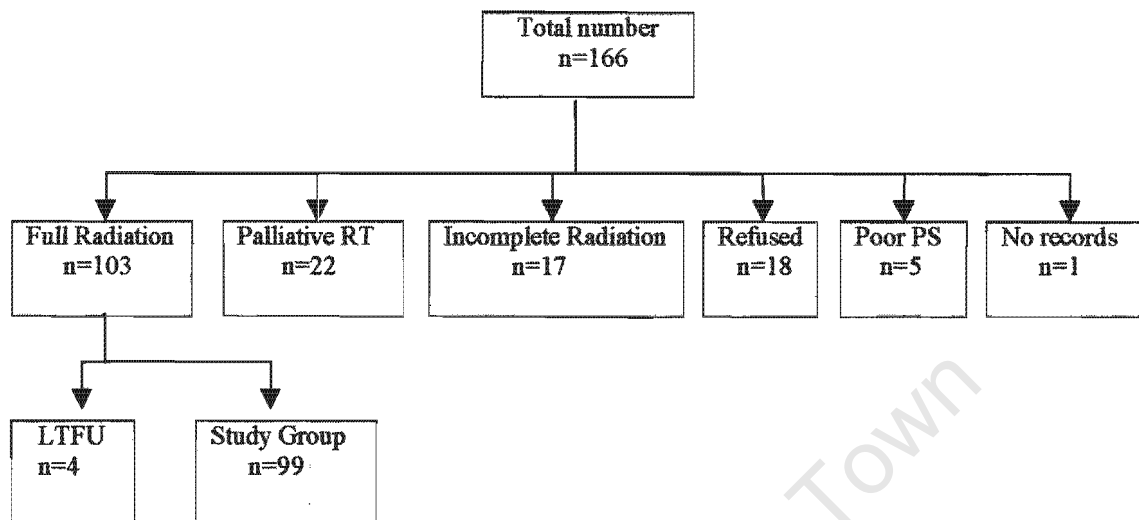 Total number
n=166
Full Radiation
n=103
Palliative RT
n=22
Incomplete Radiation
n=17
Refused
n=18
Poor PS
n=5
No records
n=1
LTFU
n=4
Study Group
n=99
Town